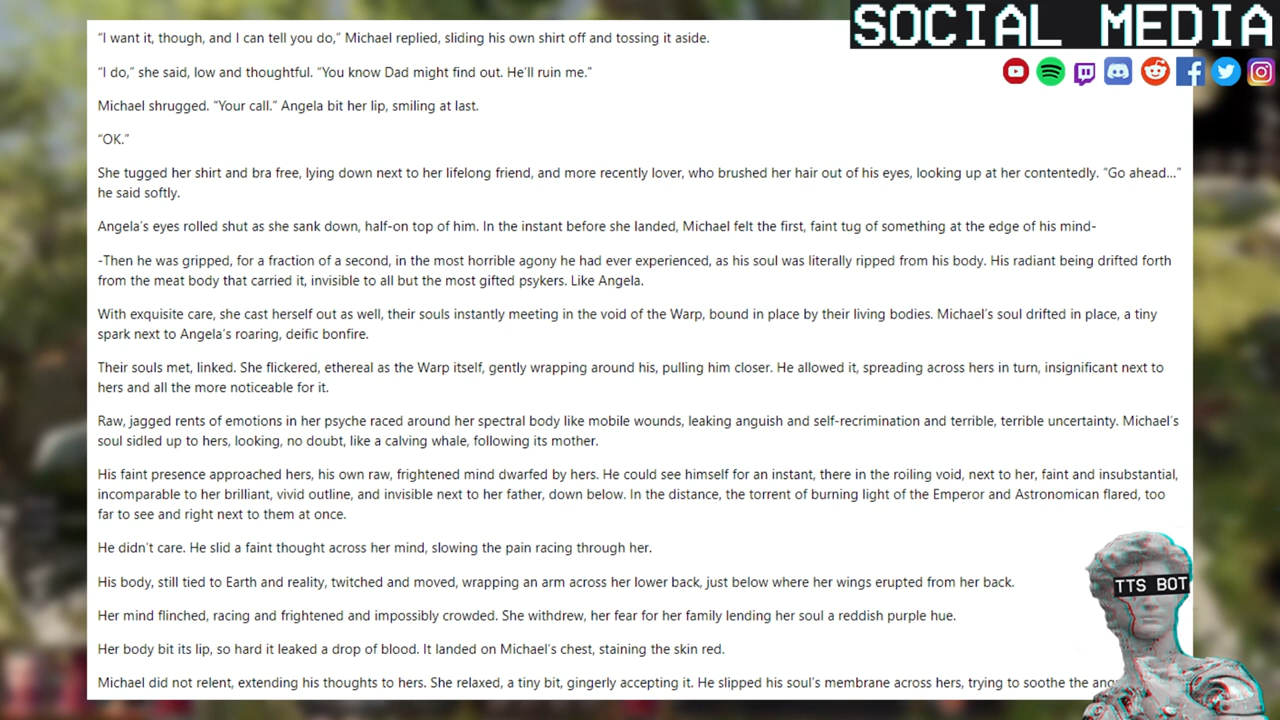 SOCIAL MEDIA
“I want it, though, and I can tell you do,” Michael replied, sliding his own shirt off and tossing it aside.
“I do,” she said, low and thoughtful. “You know Dad might find out. He’ll ruin me.”
Michael shrugged. “Your call.” Angela bit her lip, smiling at last.
“OK.”
She tugged her shirt and bra free, lying down next to her lifelong friend, and more recently lover, who brushed her hair out of his eyes, looking up at her contentedly. “Go ahead…”
he said softly.
Angela’s eyes rolled shut as she sank down, half-on top of him. In the instant before she landed, Michael felt the first, faint tug of something at the edge of his mind-
-Then he was gripped, for a fraction of a second, in the most horrible agony he had ever experienced, as his soul was literally ripped from his body. His radiant being drifted forth
from the meat body that carried it, invisible to all but the most gifted psykers. Like Angela.
With exquisite care, she cast herself out as well, their souls instantly meeting in the void of the Warp, bound in place by their living bodies. Michael’s soul drifted in place, a tiny
spark next to Angela’s roaring, deific bonfire.
Their souls met, linked. She flickered, ethereal as the Warp itself, gently wrapping around his, pulling him closer. He allowed it, spreading across hers in turn, insignificant next to
hers and all the more noticeable for it.
Raw, jagged rents of emotions in her psyche raced around her spectral body like mobile wounds, leaking anguish and self-recrimination and terrible, terrible uncertainty. Michael’s
soul sidled up to hers, looking, no doubt, like a calving whale, following its mother.
His faint presence approached hers, his own raw, frightened mind dwarfed by hers. He could see himself for an instant, there in the roiling void, next to her, faint and insubstantial,
incomparable to her brilliant, vivid outline, and invisible next to her father, down below. In the distance, the torrent of burning light of the Emperor and Astronomican flared, too
far to see and right next to them at once.
He didn’t care. He slid a faint thought across her mind, slowing the pain racing through her.
His body, still tied to Earth and reality, twitched and moved, wrapping an arm across her lower back, just below where her wings erupted from her back.
Her mind flinched, racing and frightened and impossibly crowded. She withdrew, her fear for her family lending her soul a reddish purple hue.
Her body bit its lip, so hard it leaked a drop of blood. It landed on Michael’s chest, staining the skin red.
Michael did not relent, extending his thoughts to hers. She relaxed, a tiny bit, gingerly accepting it. He slipped his soul’s membrane across hers, trying to soothe the
TTS BOT